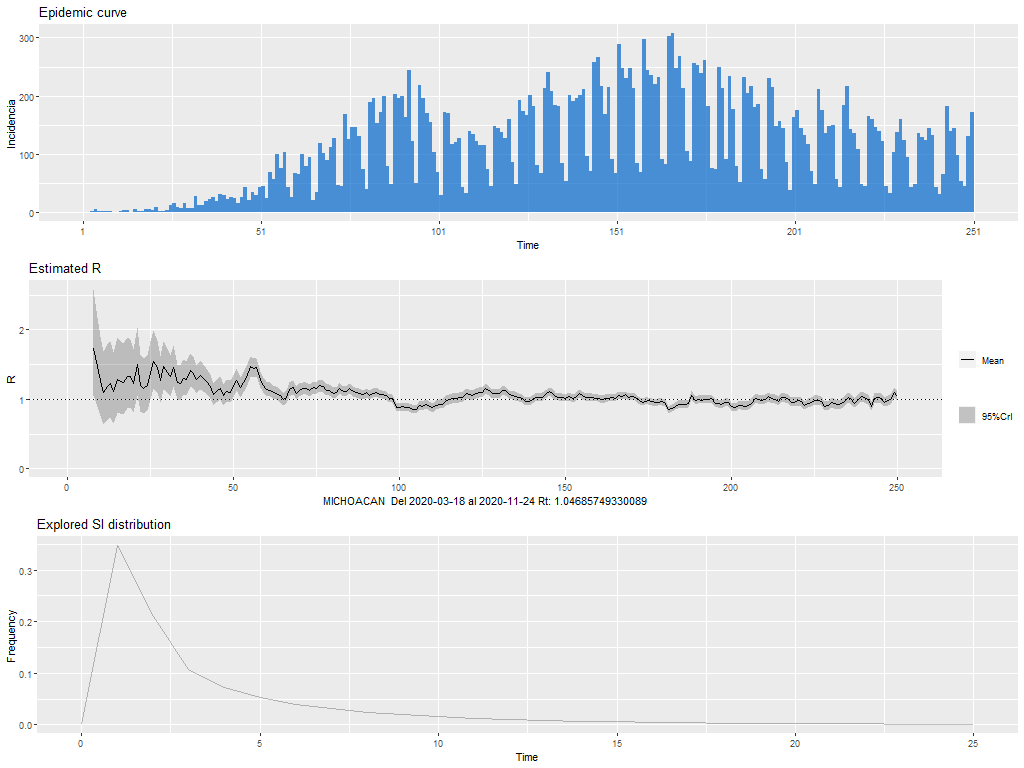 Epidemic curve
300
200
100
0
Incidencia
1 51 101 151 201 251
Time
Estimated R
2
1
0
R
0 50 100 150 200 250
MICHOACAN Del 2020-03-18 al 2020-11-24 Rt: 1.04685749330089
Mean
95%CrI
Explored SI distribution
0.3
0.2
0.1
0.0
Frequency
0 5 10 15 20 25
Time